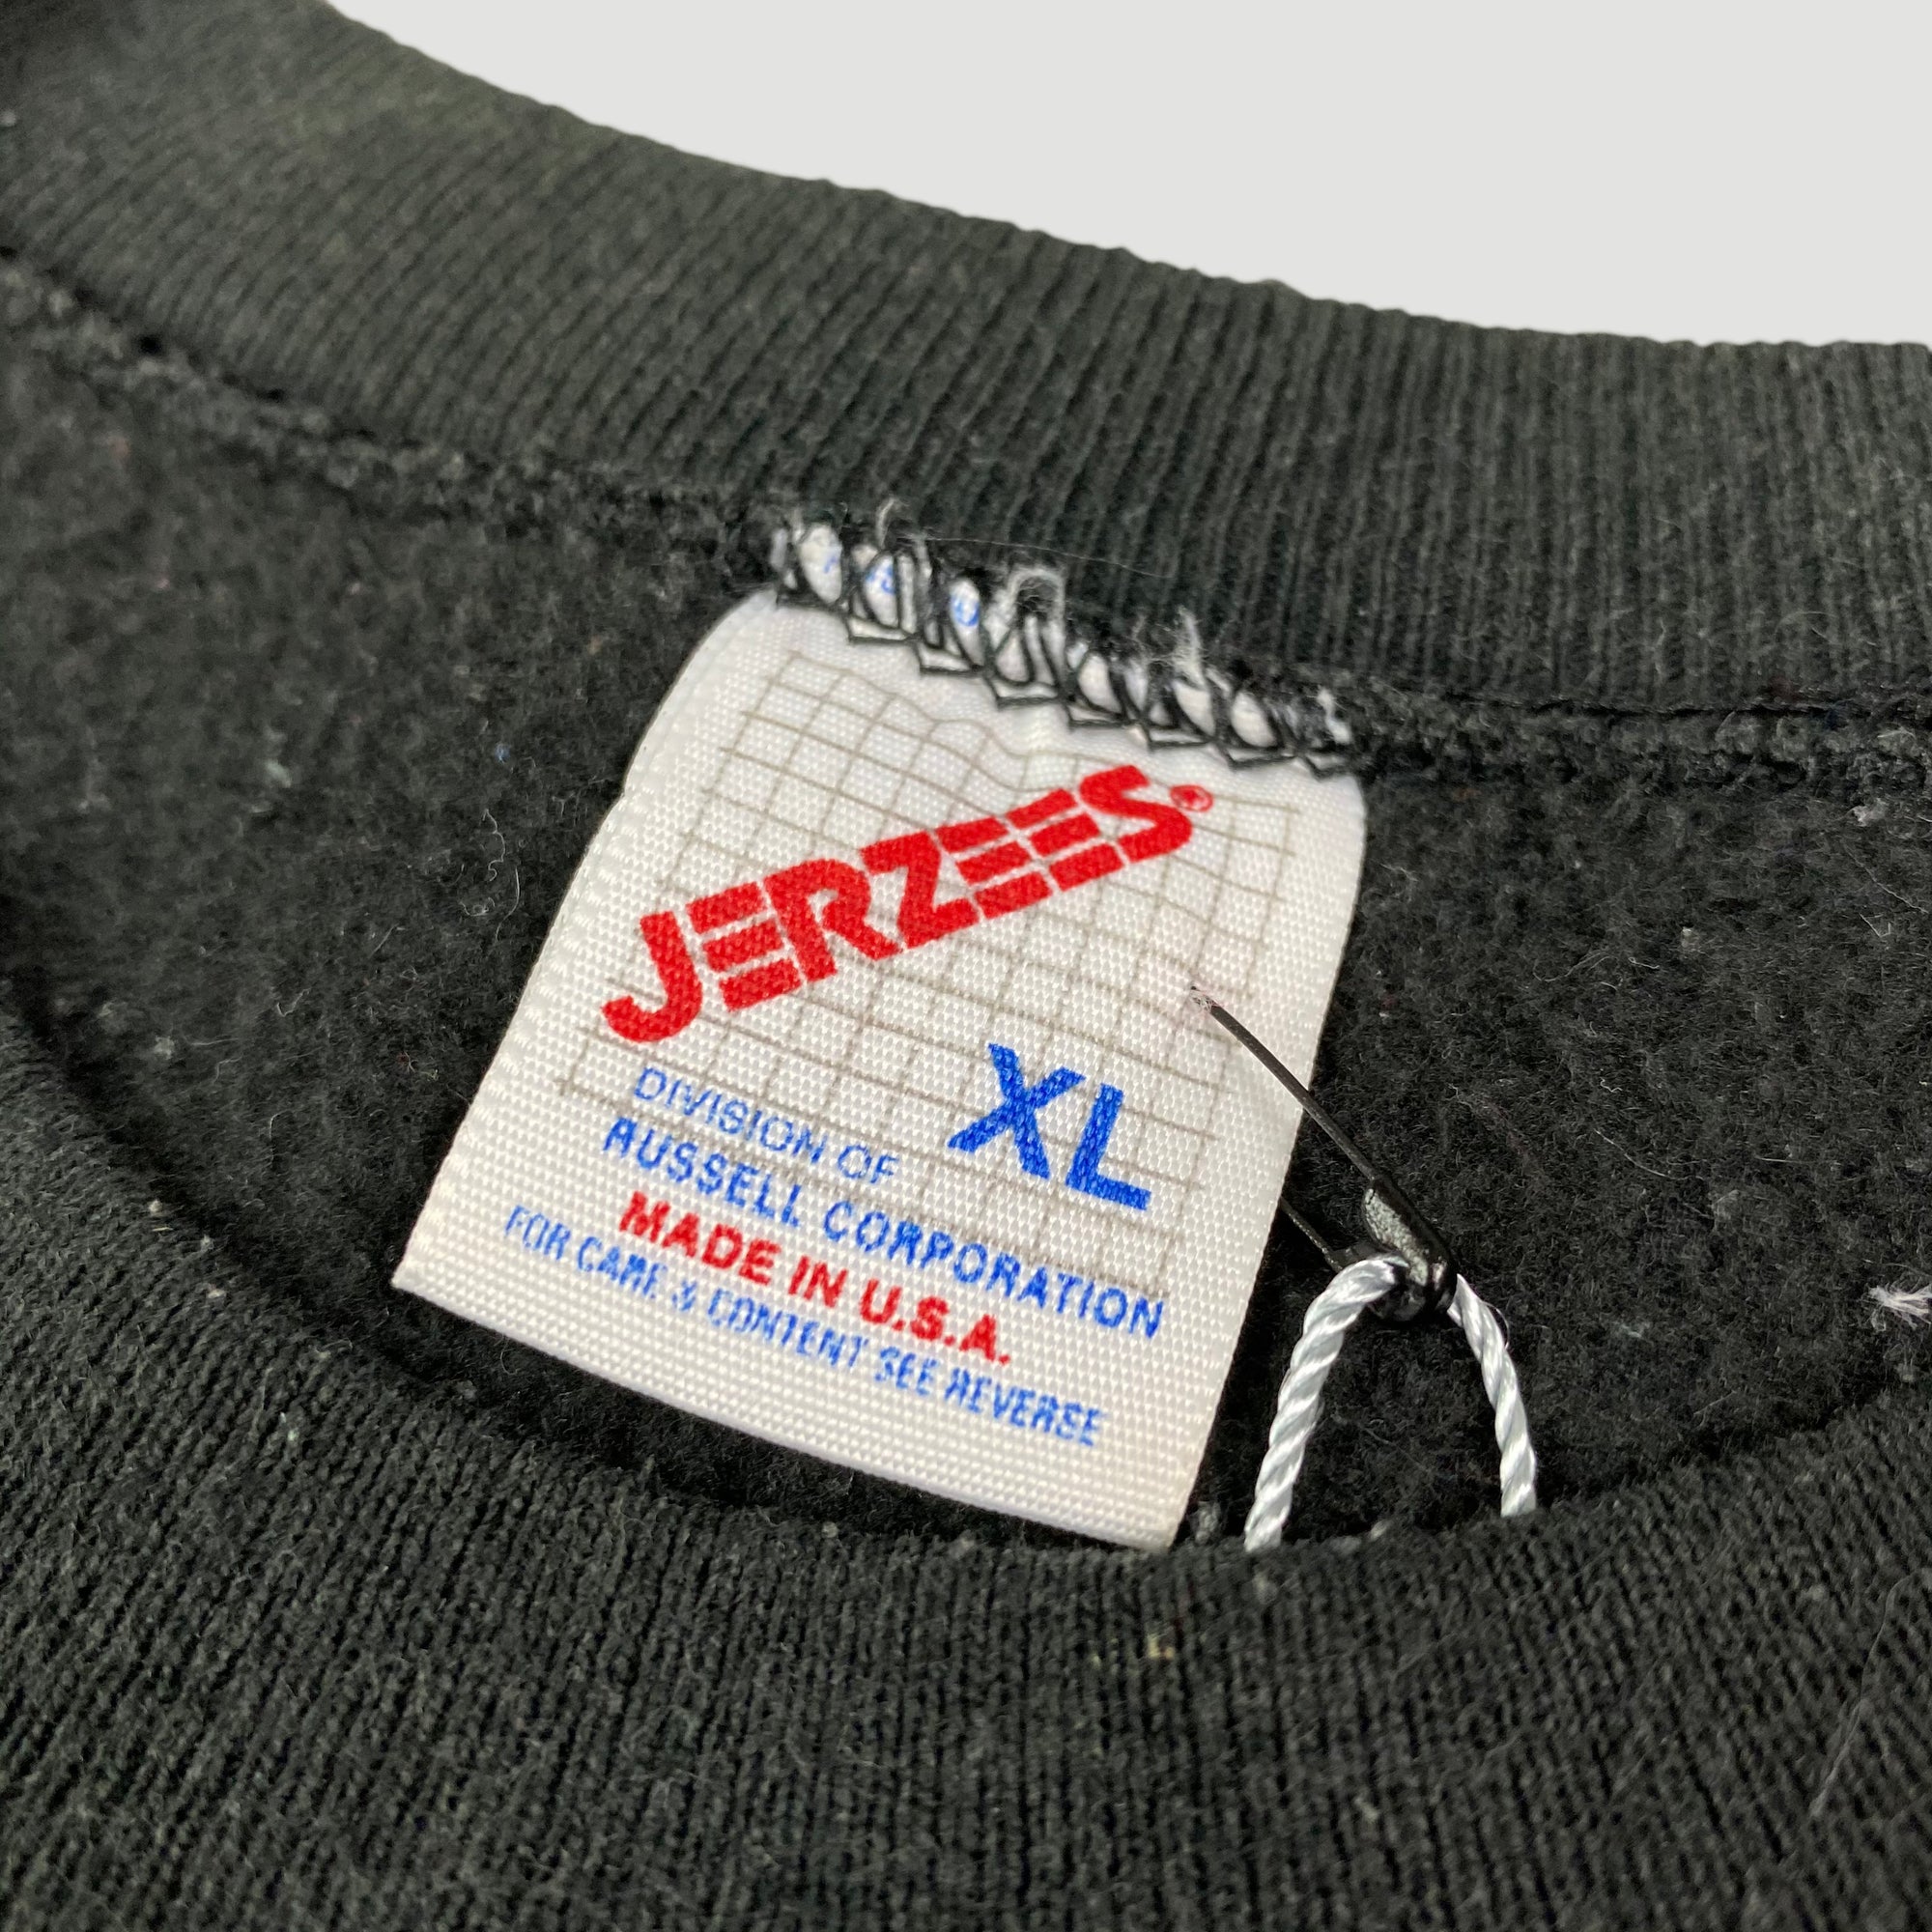 JERZEES®
XL
DIVISION OF
RUSSELL CORPORATION
MADE IN U.S.A.
FOR CARE & CONTENT SEE REVERSE